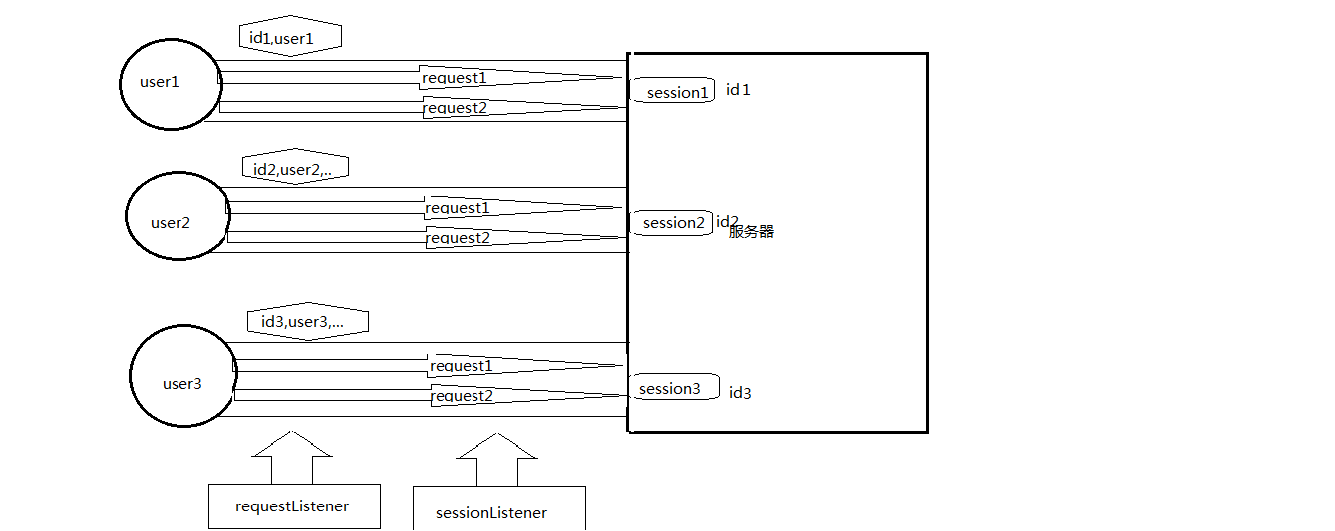 id1,user1
user1
request1
request2
session1
id1
id2,user2,..
user2
request1
request2
session2
id2
服务器
id3,user3,...
user3
request1
request2
session3
id3
requestListener
sessionListener